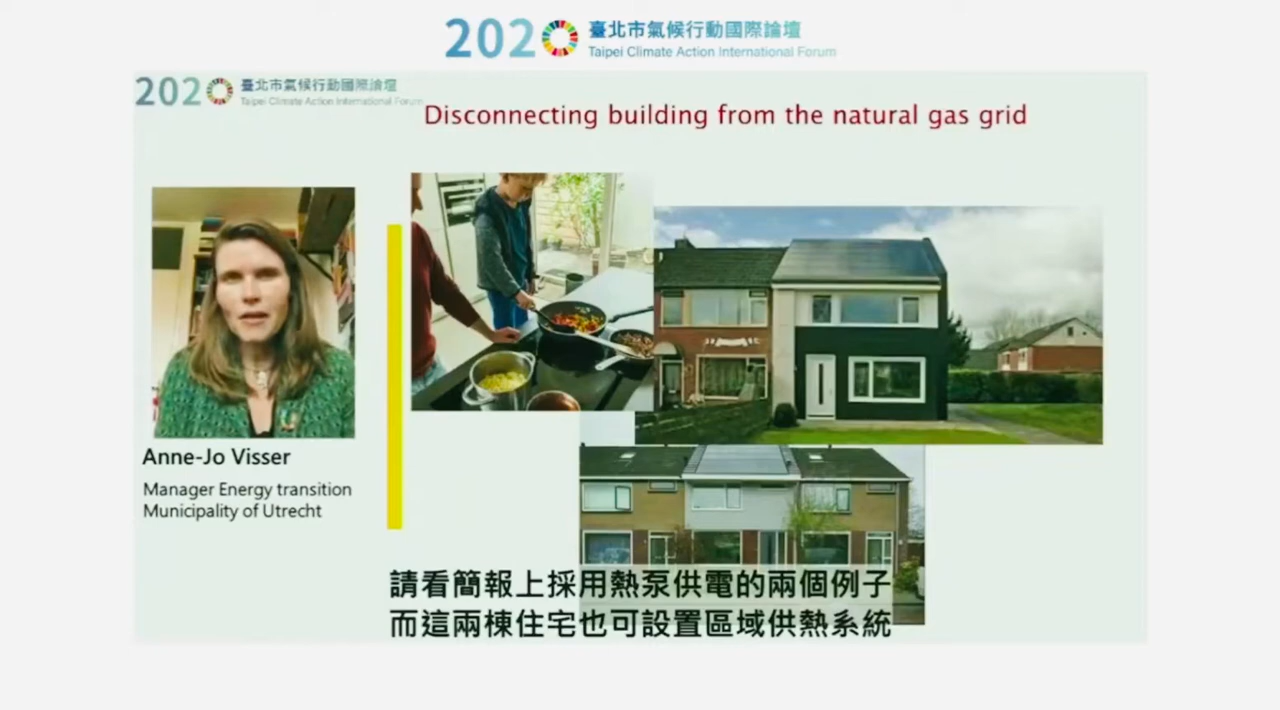 2020 臺北市氣候行動國際論壇
Taipei Climate Action International Forum
2020 臺北市氣候行動國際論壇
Taipei Climate Action International Forum
Disconnecting building from the natural gas grid
Anne-Jo Visser
Manager Energy transition
Municipality of Utrecht
請看簡報上採用熱泵供電的兩個例子
而這兩棟住宅也可設置區域供熱系統